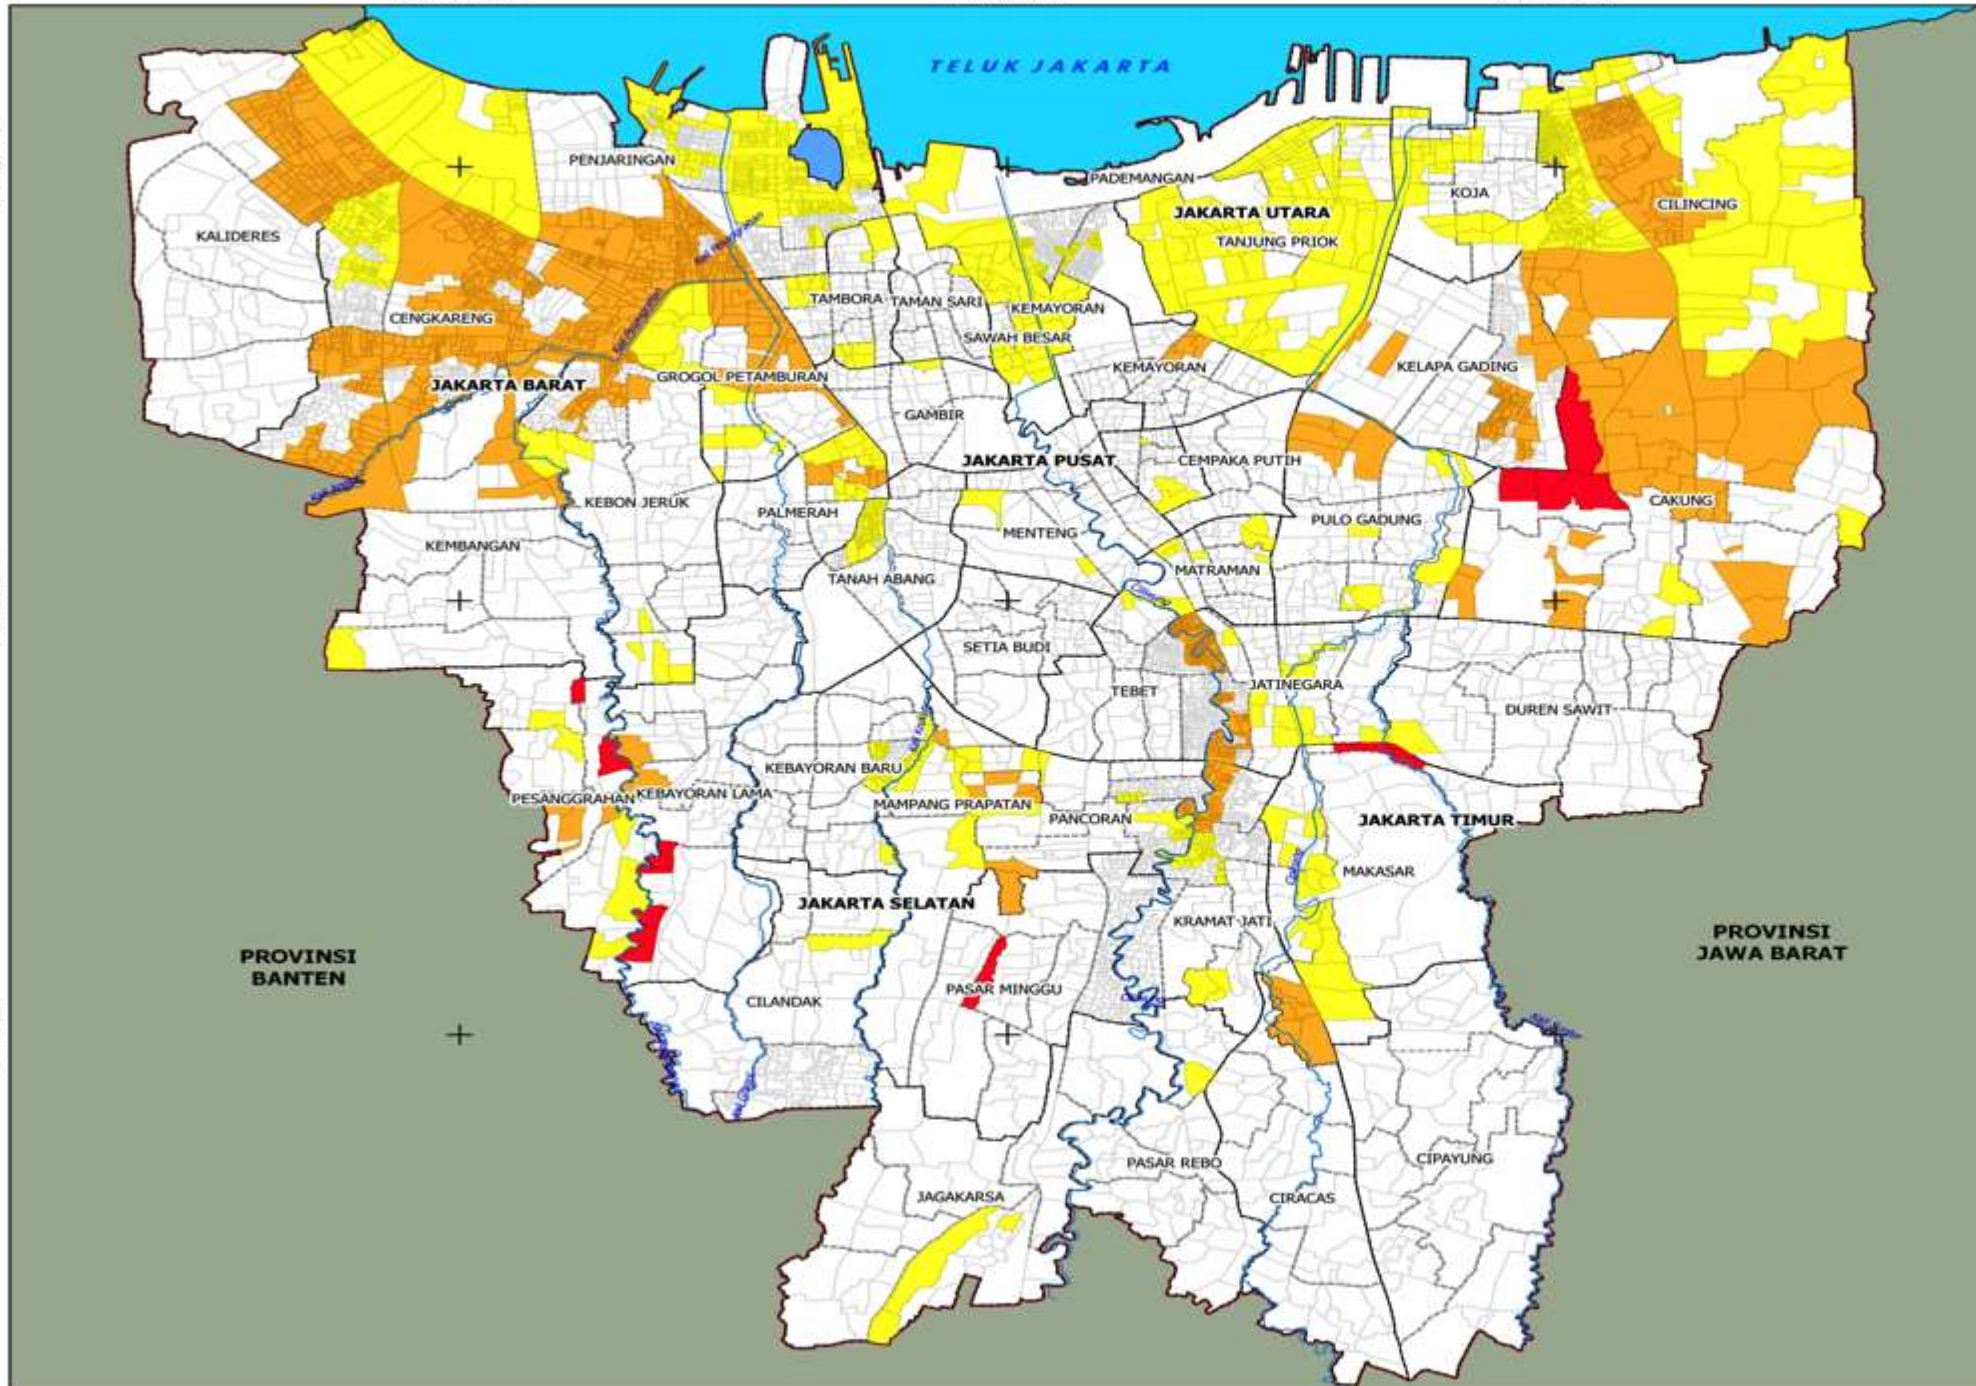 TELUK JAKARTA
PENJARINGAN
PADEMANGAN
KOJA
CILINCING
JAKARTA UTARA
KALIDERES
TANJUNG PRIOK
TAMBORA
TAMAN SARI
KEMAYORAN
CENGKARENG
SAWAH BESAR
KEMAYORAN
KELAPA GADING
GROGOL PETAMBURAN
JAKARTA BARAT
GAMBIR
JAKARTA PUSAT
CEMPAKA PUTIH
KEBON JERUK
CAKUNG
PALMERAH
PULO GADUNG
MENTENG
KEMBANGAN
MATRAMAN
TANAH ABANG
SETIA BUDI
JATINEGARA
TEBET
DUREN SAWIT
KEBAYORAN BARU
PESANGGRAHAN
KEBAYORAN LAMA
MAMPANG PRAPATAN
PANCORAN
JAKARTA TIMUR
MAKASAR
JAKARTA SELATAN
KRAMAT JATI
PROVINSI
BANTEN
PROVINSI
JAWA BARAT
PASAR MINGGU
CILANDAK
PASAR REBO
CIPAYUNG
JAGAKARSA
CIRACAS